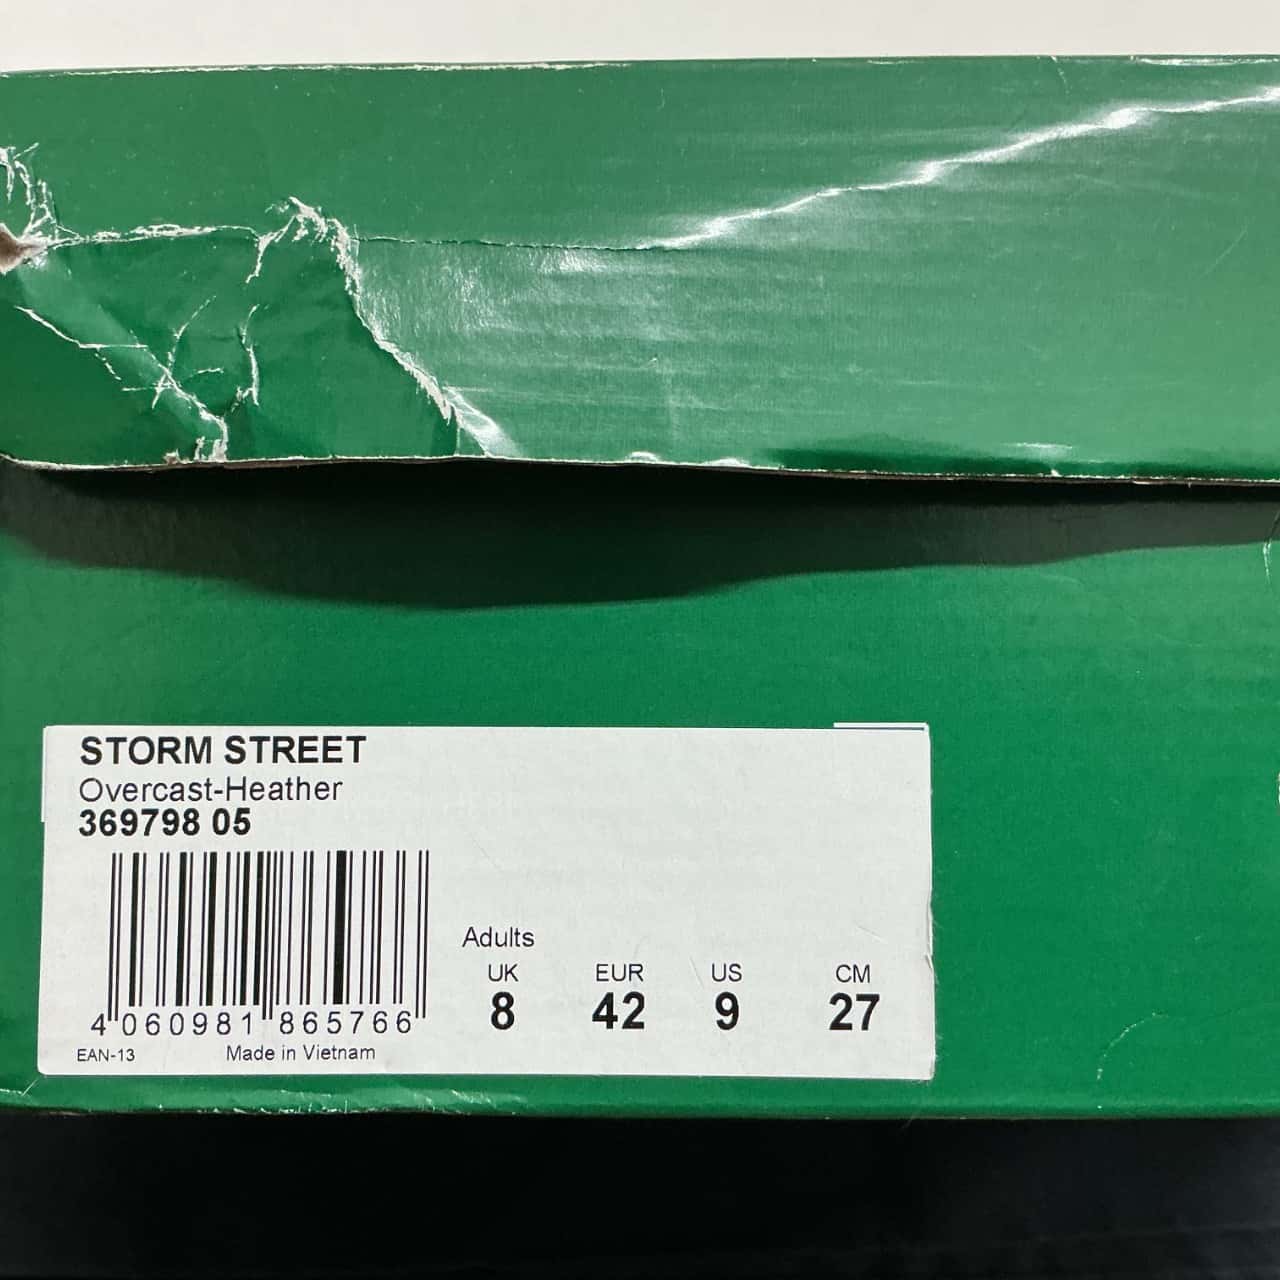 STORM STREET
Overcast-Heather
369798 05
Adults
UK EUR US CM
8 42 9 27
4 060981 865766
EAN-13 Made in Vietnam